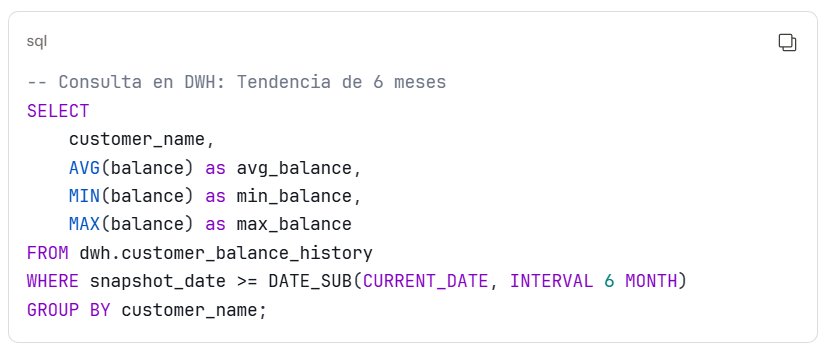 sql
-- Consulta en DWH: Tendencia de 6 meses
SELECT
    customer_name,
    AVG(balance) as avg_balance,
    MIN(balance) as min_balance,
    MAX(balance) as max_balance
FROM dwh.customer_balance_history
WHERE snapshot_date >= DATE_SUB(CURRENT_DATE, INTERVAL 6 MONTH)
GROUP BY customer_name;